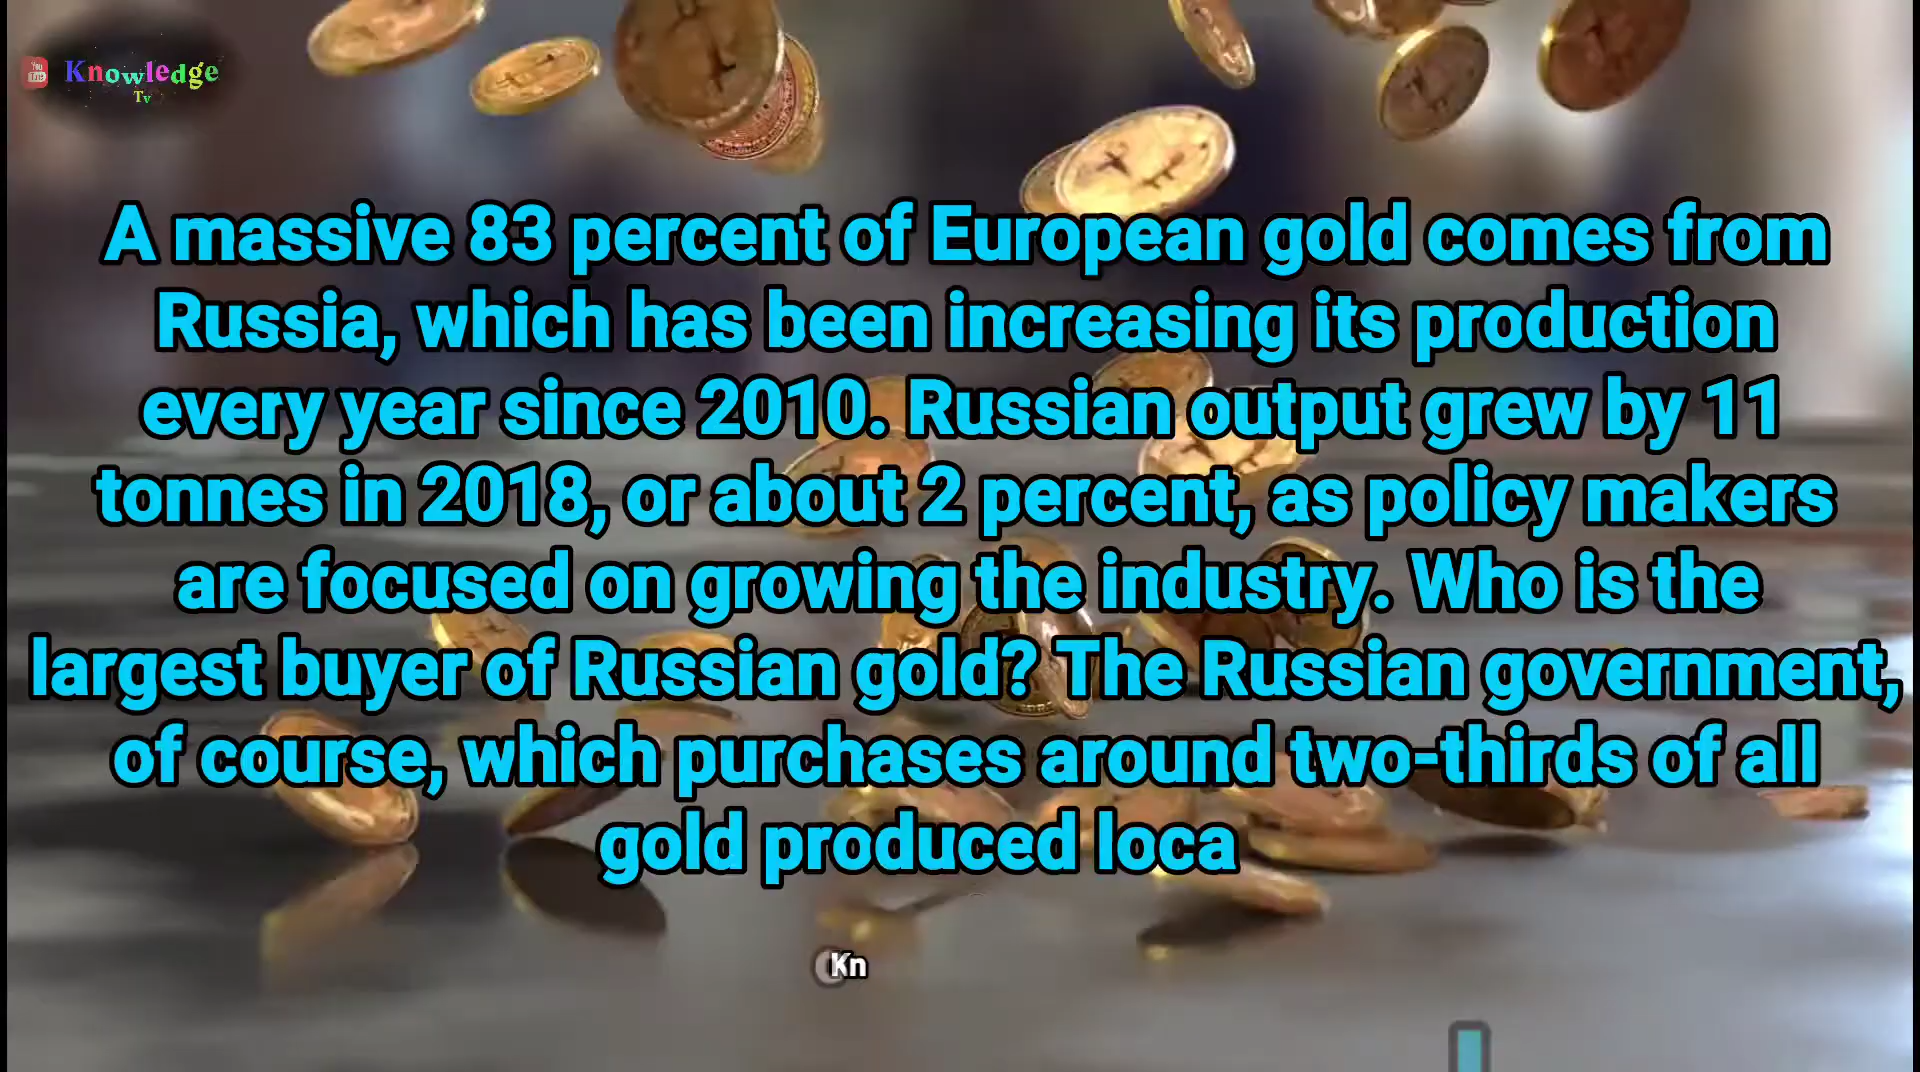 You
Tube
Knowledge
Tv
A massive 83 percent of European gold comes from
Russia, which has been increasing its production
every year since 2010. Russian output grew by 11
tonnes in 2018, or about 2 percent, as policy makers
are focused on growing the industry. Who is the
largest buyer of Russian gold? The Russian government,
of course, which purchases around two-thirds of all
gold produced loca
Kn